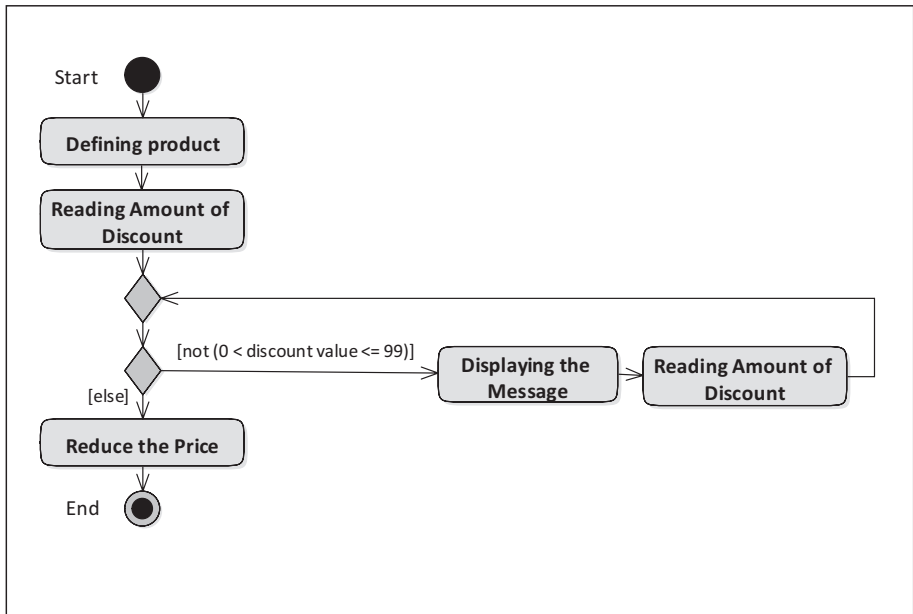 Start
Defining product
Reading Amount of
Discount
[not (0 < discount value <= 99)]
Displaying the
Message
Reading Amount of
Discount
[else]
Reduce the Price
End